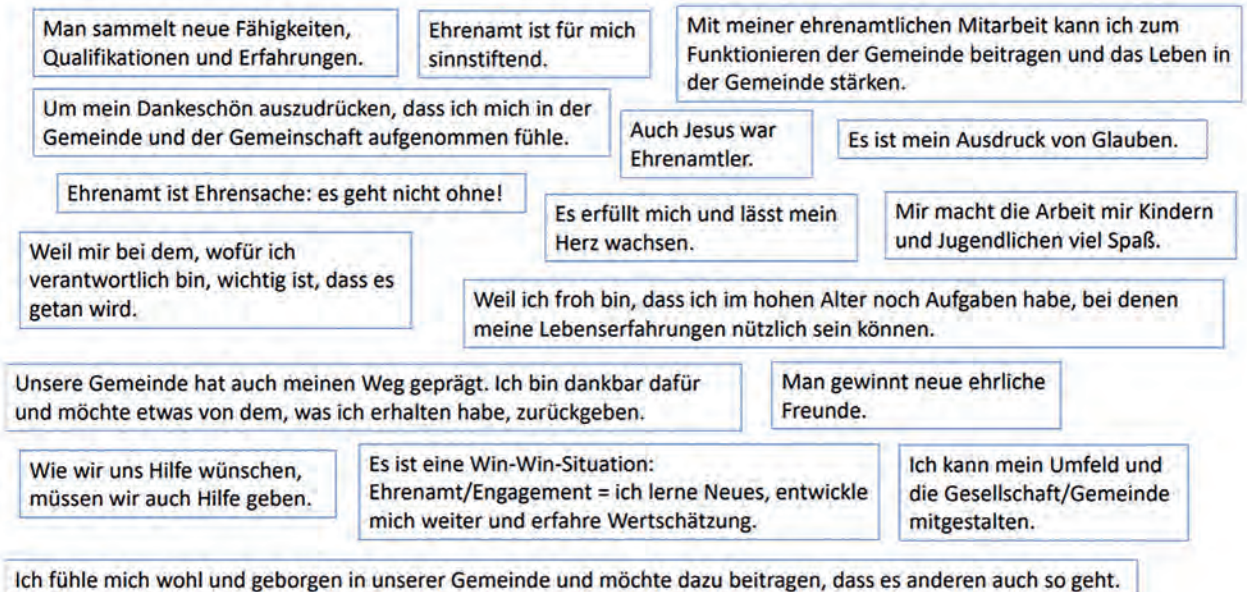 Man sammelt neue Fähigkeiten,
Qualifikationen und Erfahrungen.
Ehrenamt ist für mich
sinnstiftend.
Mit meiner ehrenamtlichen Mitarbeit kann ich zum
Funktionieren der Gemeinde beitragen und das Leben in
der Gemeinde stärken.
Um mein Dankeschön auszudrücken, dass ich mich in der
Gemeinde und der Gemeinschaft aufgenommen fühle.
Auch Jesus war
Ehrenamtler.
Es ist mein Ausdruck von Glauben.
Ehrenamt ist Ehrensache: es geht nicht ohne!
Es erfüllt mich und lässt mein
Herz wachsen.
Mir macht die Arbeit mir Kindern
und Jugendlichen viel Spaß.
Weil mir bei dem, wofür ich
verantwortlich bin, wichtig ist, dass es
getan wird.
Weil ich froh bin, dass ich im hohen Alter noch Aufgaben habe, bei denen
meine Lebenserfahrungen nützlich sein können.
Unsere Gemeinde hat auch meinen Weg geprägt. Ich bin dankbar dafür
und möchte etwas von dem, was ich erhalten habe, zurückgeben.
Man gewinnt neue ehrliche
Freunde.
Wie wir uns Hilfe wünschen,
müssen wir auch Hilfe geben.
Es ist eine Win-Win-Situation:
Ehrenamt/Engagement = ich lerne Neues, entwickle
mich weiter und erfahre Wertschätzung.
Ich kann mein Umfeld und
die Gesellschaft/Gemeinde
mitgestalten.
Ich fühle mich wohl und geborgen in unserer Gemeinde und möchte dazu beitragen, dass es anderen auch so geht.